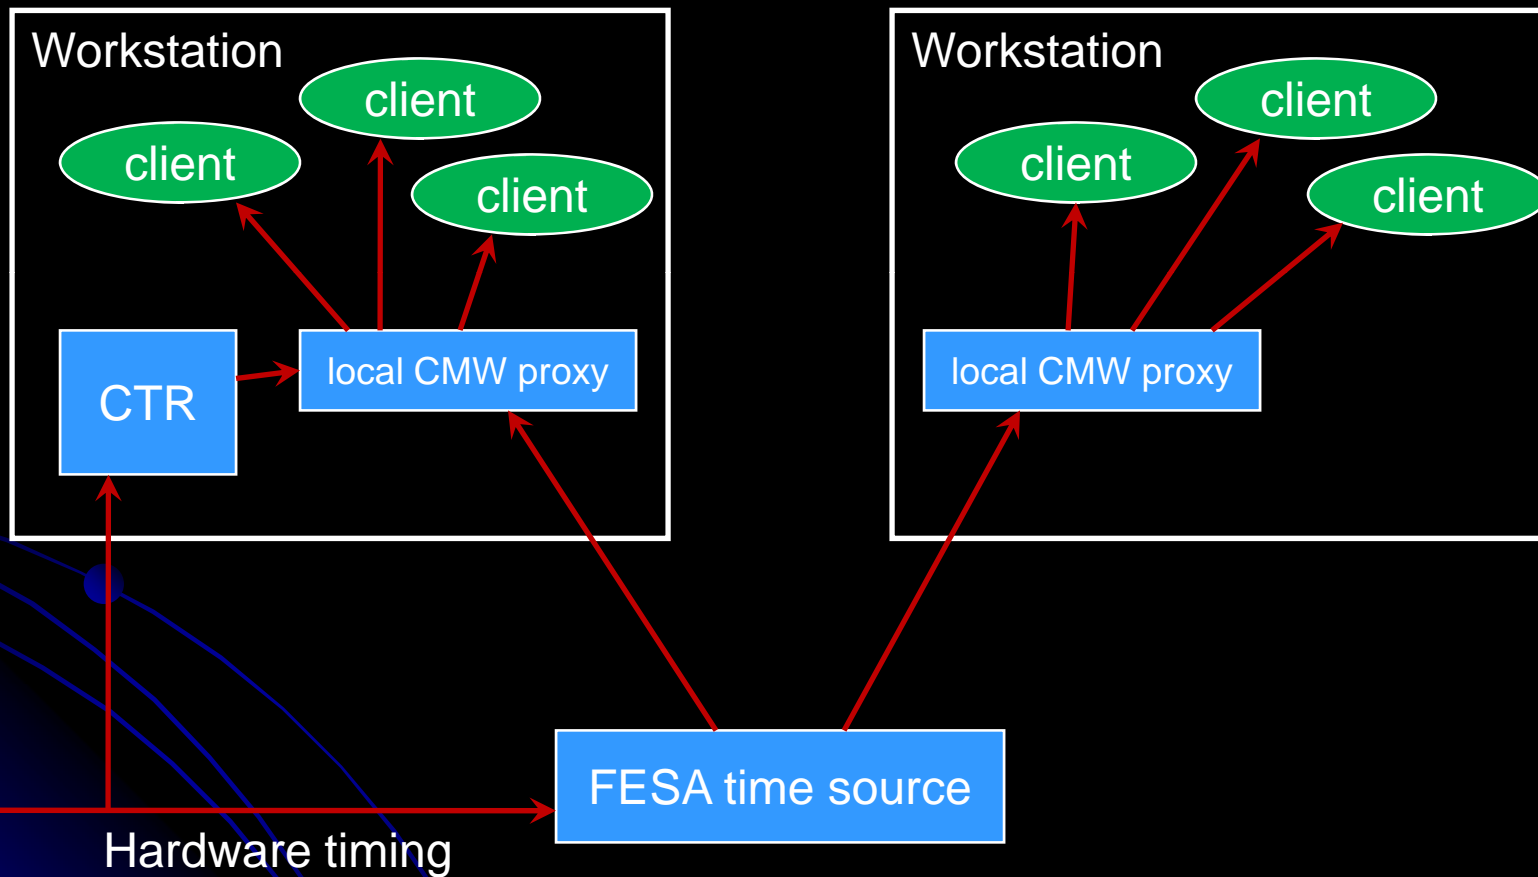 Workstation
client
client
client
CTR
local CMW proxy
Workstation
client
client
client
local CMW proxy
FESA time source
Hardware timing